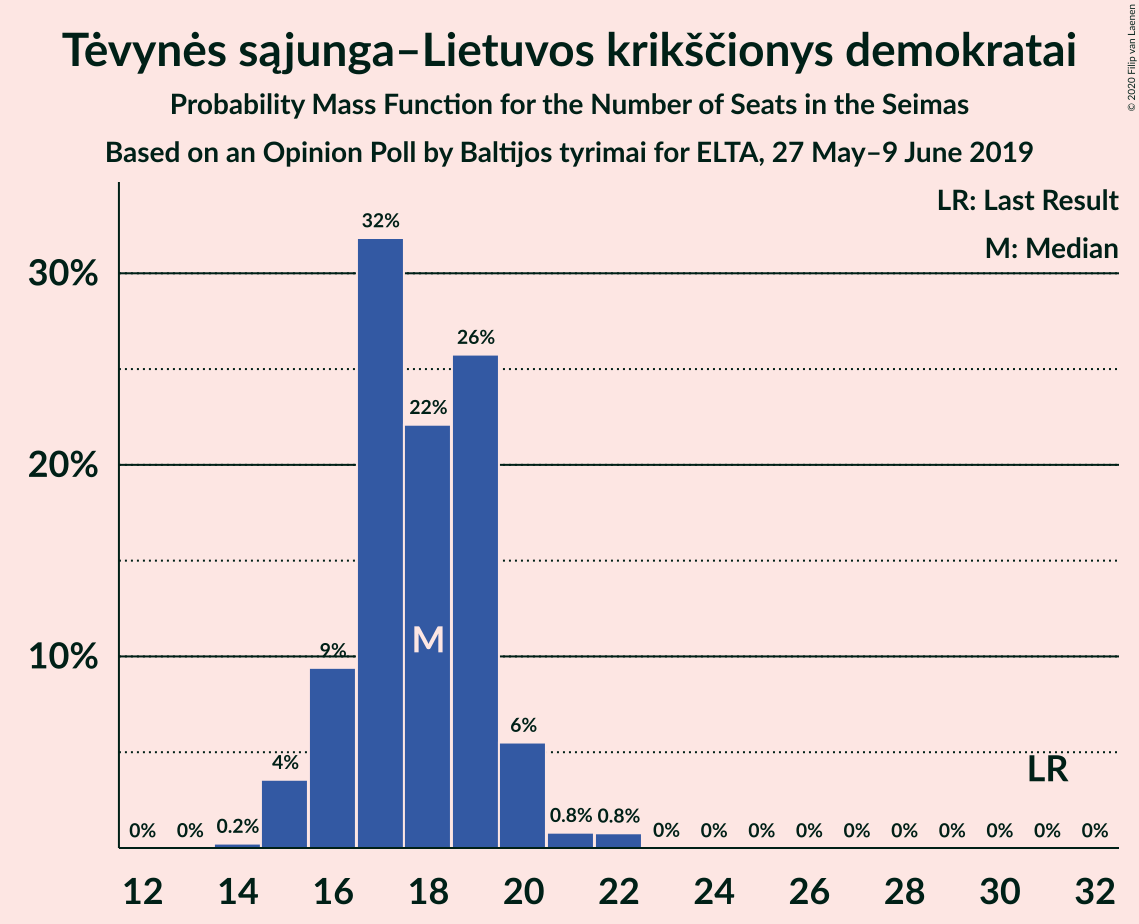 Tėvynės sąjunga–Lietuvos krikščionys demokratai
Probability Mass Function for the Number of Seats in the Seimas
Based on an Opinion Poll by Baltijos tyrimai for ELTA, 27 May–9 June 2019
© 2020 Filip van Laenen
LR: Last Result
M: Median
30%
20%
10%
0% 0% 0.2% 4% 9% 32% 22% 26% 6% 0.8% 0.8% 0% 0% 0% 0% 0% 0% 0% 0% 0% 0%
M
LR
12 14 16 18 20 22 24 26 28 30 32